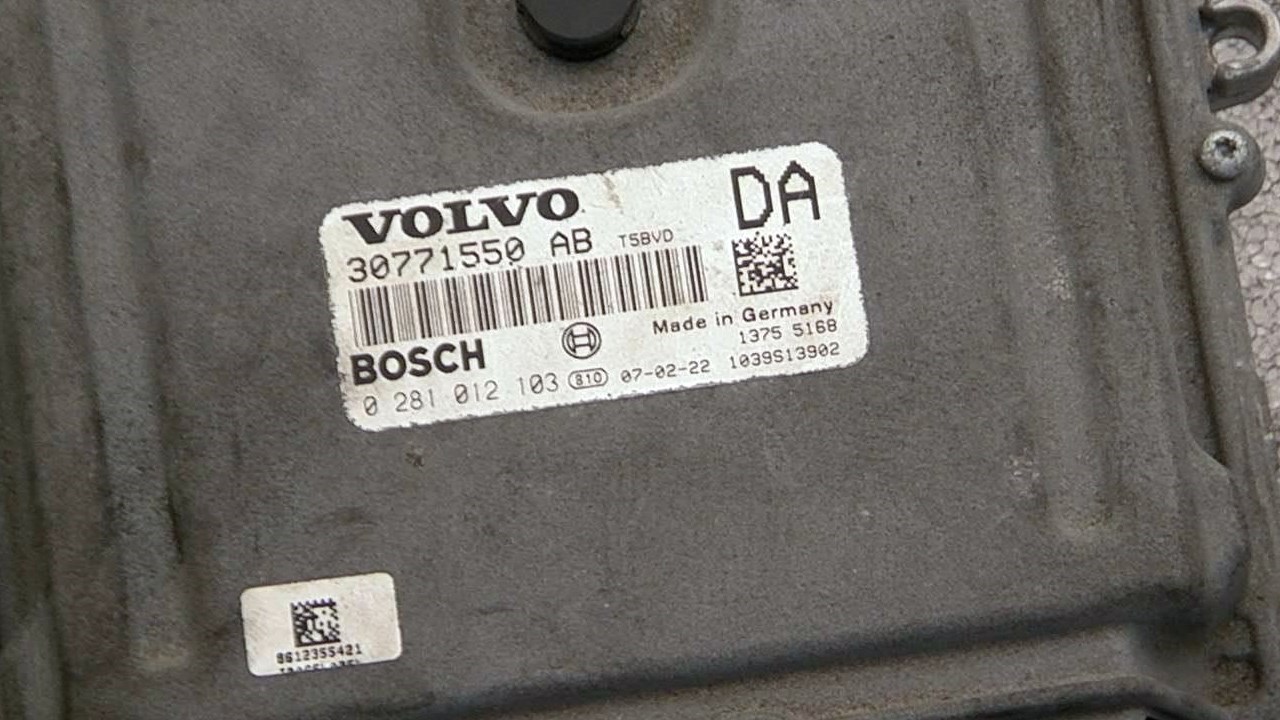 VOLVO DA
30771550 AB T5BVD
Made in Germany
1375 5168
BOSCH
0 281 012 103 810 07-02-22 1039S13902
8612355421